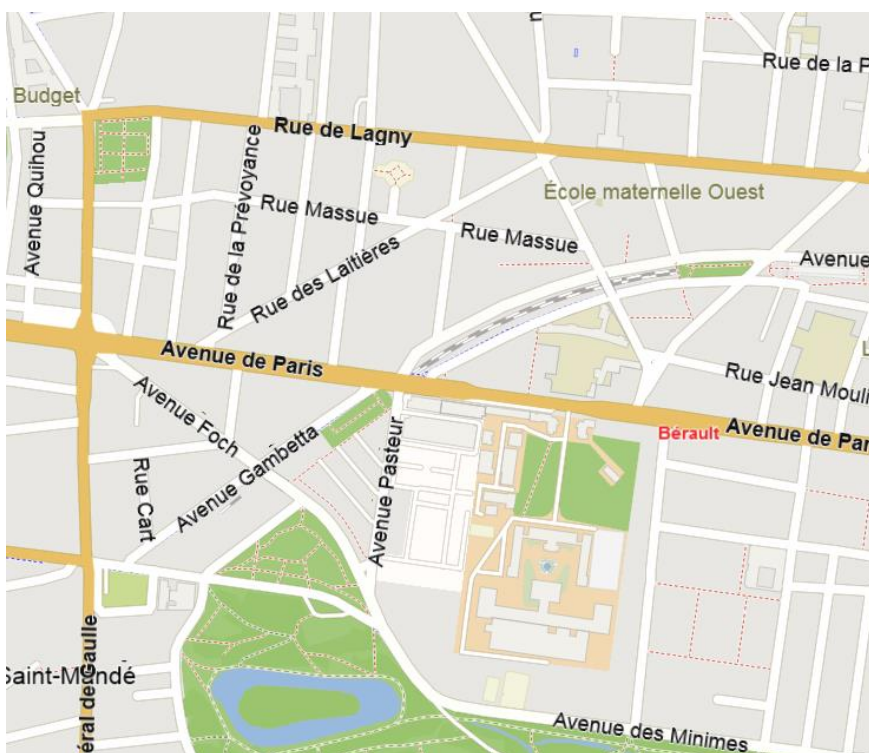 n
Rue de la P
Budget
Rue de Lagny
Avenue Quihou
Rue de la Prévoyance
École maternelle Ouest
Rue Massue
Rue Massue
Rue des Laitières
Avenue
L
Avenue de Paris
Rue Jean Mouli
Avenue Foch
Avenue Gambetta
Avenue Pasteur
Bérault
Avenue de Par
Rue Cart
éral de Gaulle
Saint-Mandé
Avenue des Minimes